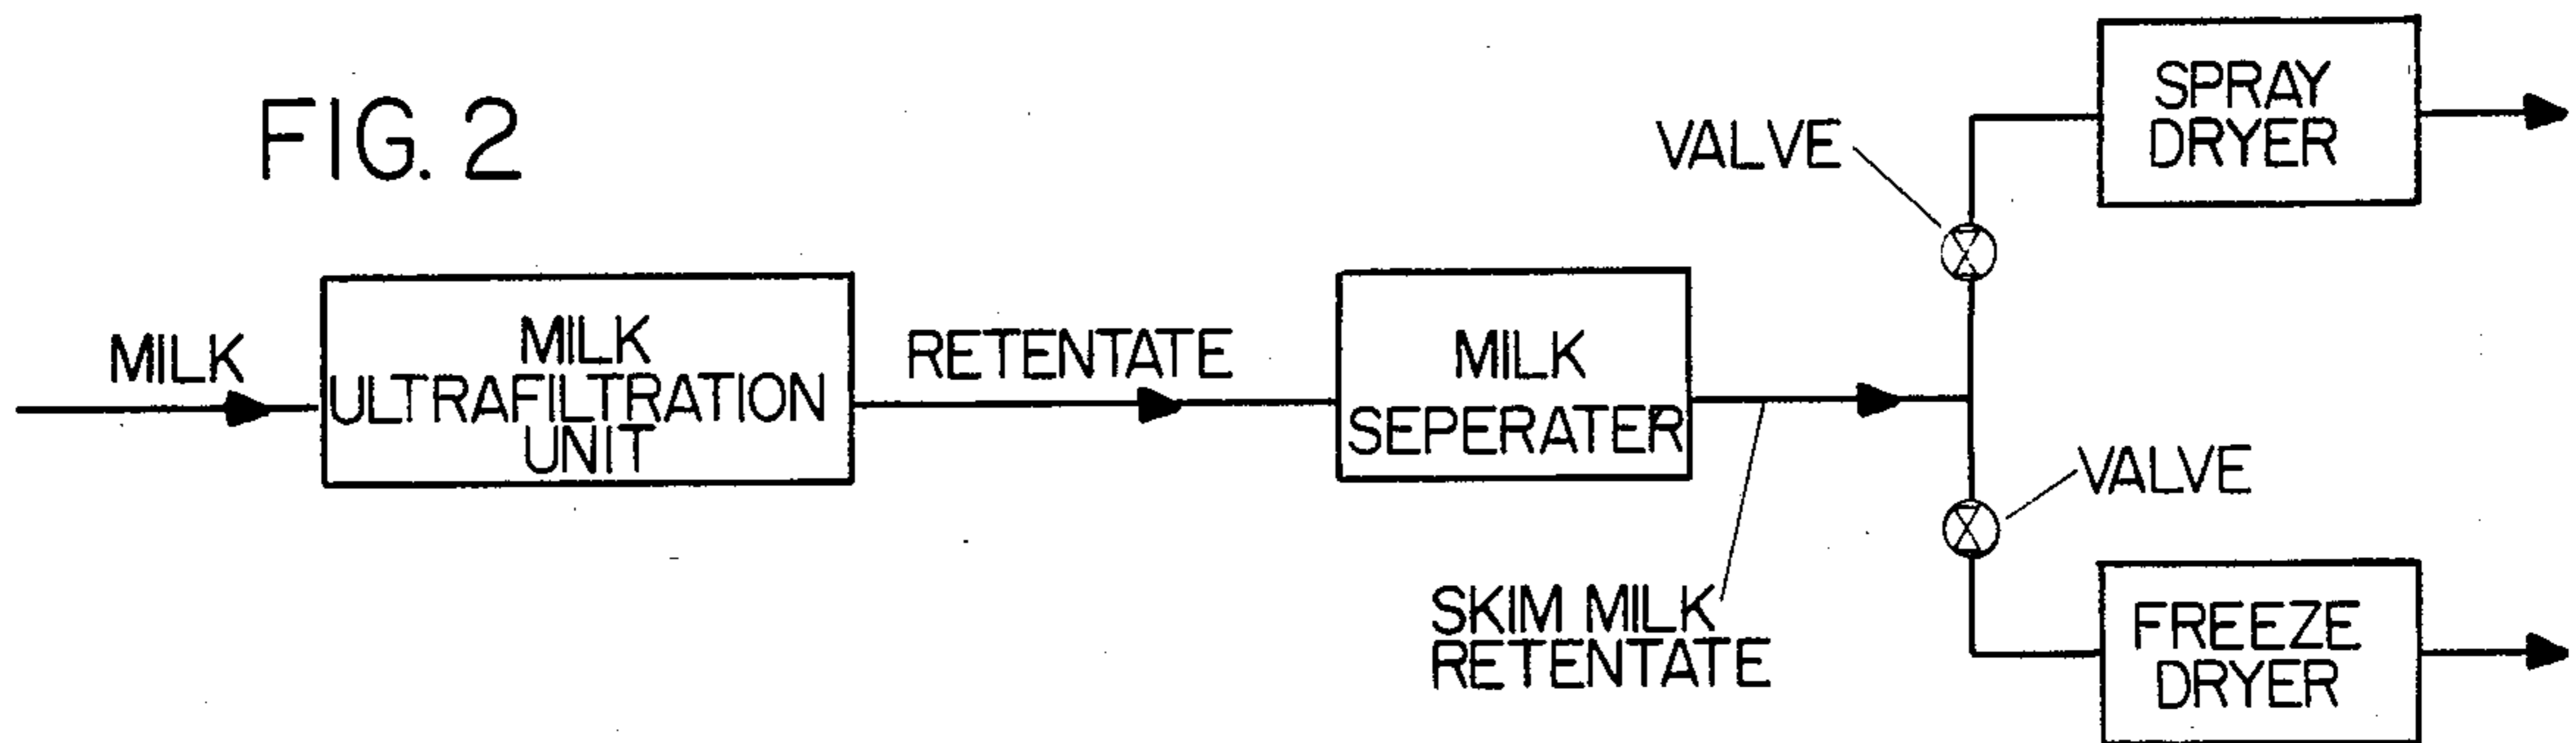 FIG. 2
MILK
MILK
ULTRAFILTRATION
UNIT
RETENTATE
MILK
SEPERATER
SKIM MILK
RETENTATE
VALVE
SPRAY
DRYER
VALVE
FREEZE
DRYER